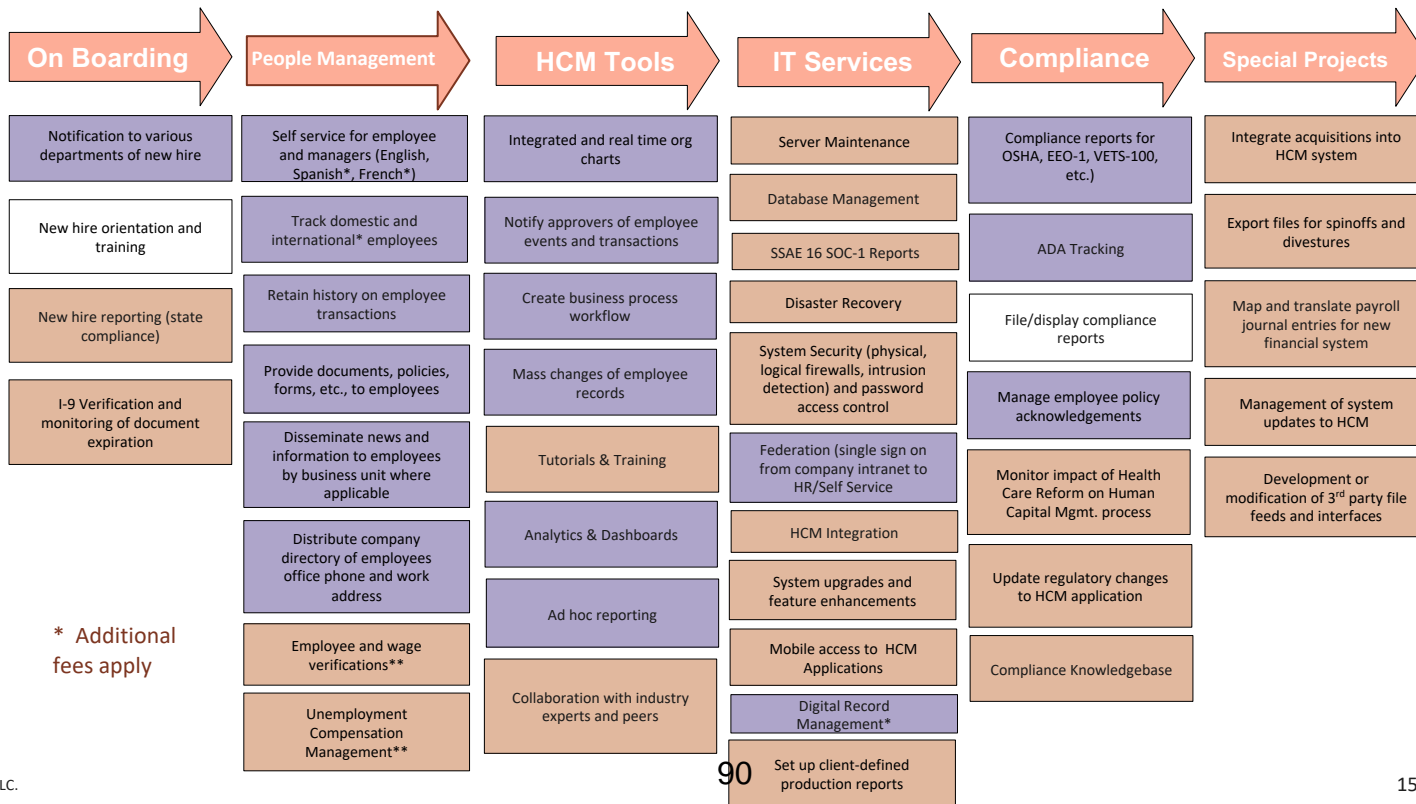 On Boarding
People Management
HCM Tools
IT Services
Compliance
Special Projects
Notification to various
departments of new hire
New hire orientation and
training
New hire reporting (state
compliance)
I-9 Verification and
monitoring of document
expiration
* Additional
fees apply
Self service for employee
and managers (English,
Spanish*, French*)
Track domestic and
international* employees
Retain history on employee
transactions
Provide documents, policies,
forms, etc., to employees
Disseminate news and
information to employees
by business unit where
applicable
Distribute company
directory of employees
office phone and work
address
Employee and wage
verifications**
Unemployment
Compensation
Management**
Integrated and real time org
charts
Notify approvers of employee
events and transactions
Create business process
workflow
Mass changes of employee
records
Tutorials & Training
Analytics & Dashboards
Ad hoc reporting
Collaboration with industry
experts and peers
Server Maintenance
Database Management
SSAE 16 SOC-1 Reports
Disaster Recovery
System Security (physical,
logical firewalls, intrusion
detection) and password
access control
Federation (single sign on
from company intranet to
HR/Self Service
HCM Integration
System upgrades and
feature enhancements
Mobile access to HCM
Applications
Digital Record
Management*
Set up client-defined
production reports
Compliance reports for
OSHA, EEO-1, VETS-100,
etc.)
ADA Tracking
File/display compliance
reports
Manage employee policy
acknowledgements
Monitor impact of Health
Care Reform on Human
Capital Mgmt. process
Update regulatory changes
to HCM application
Compliance Knowledgebase
Integrate acquisitions into
HCM system
Export files for spinoffs and
divestures
Map and translate payroll
journal entries for new
financial system
Management of system
updates to HCM
Development or
modification of 3rd party file
feeds and interfaces
LC.
90
15